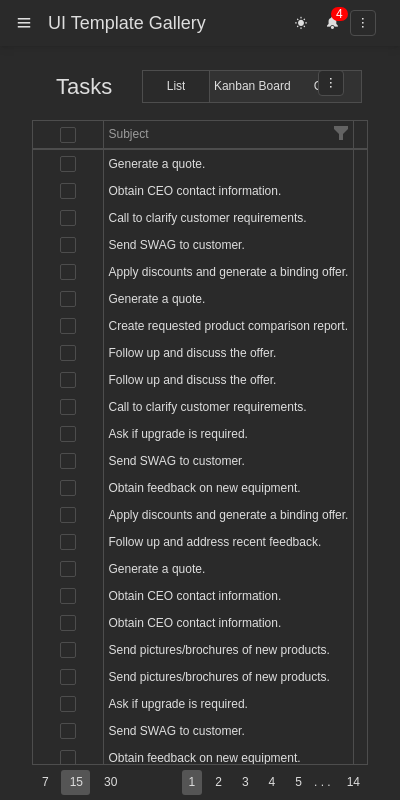 UI Template Gallery
4
Tasks
List
Kanban Board
Subject
Generate a quote.
Obtain CEO contact information.
Call to clarify customer requirements.
Send SWAG to customer.
Apply discounts and generate a binding offer.
Generate a quote.
Create requested product comparison report.
Follow up and discuss the offer.
Follow up and discuss the offer.
Call to clarify customer requirements.
Ask if upgrade is required.
Send SWAG to customer.
Obtain feedback on new equipment.
Apply discounts and generate a binding offer.
Follow up and address recent feedback.
Generate a quote.
Obtain CEO contact information.
Obtain CEO contact information.
Send pictures/brochures of new products.
Send pictures/brochures of new products.
Ask if upgrade is required.
Send SWAG to customer.
Obtain feedback on new equipment.
7 15 30 1 2 3 4 5 . . . 14